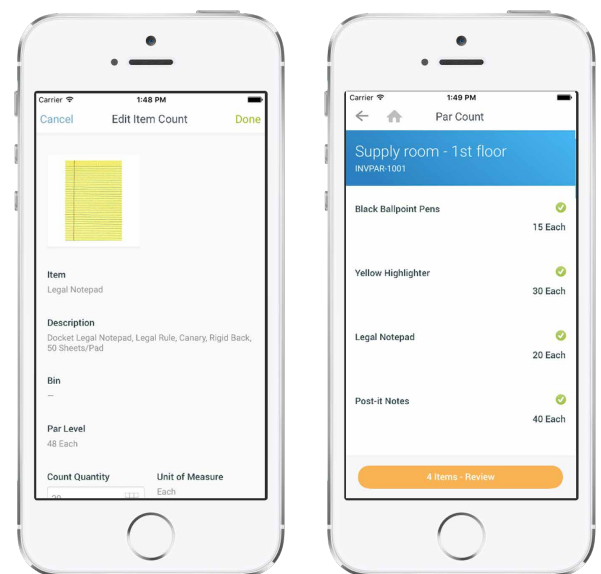 Carrier 1:48 PM
Cancel Edit Item Count Done
Item
Legal Notepad
Description
Docket Legal Notepad, Legal Rule, Canary, Rigid Back,
50 Sheets/Pad
Bin
—
Par Level
48 Each
Count Quantity Unit of Measure
Each
Carrier 1:49 PM
Par Count
Supply room - 1st floor
INVPAR-1001
Black Ballpoint Pens
15 Each
Yellow Highlighter
30 Each
Legal Notepad
20 Each
Post-it Notes
40 Each
4 Items - Review